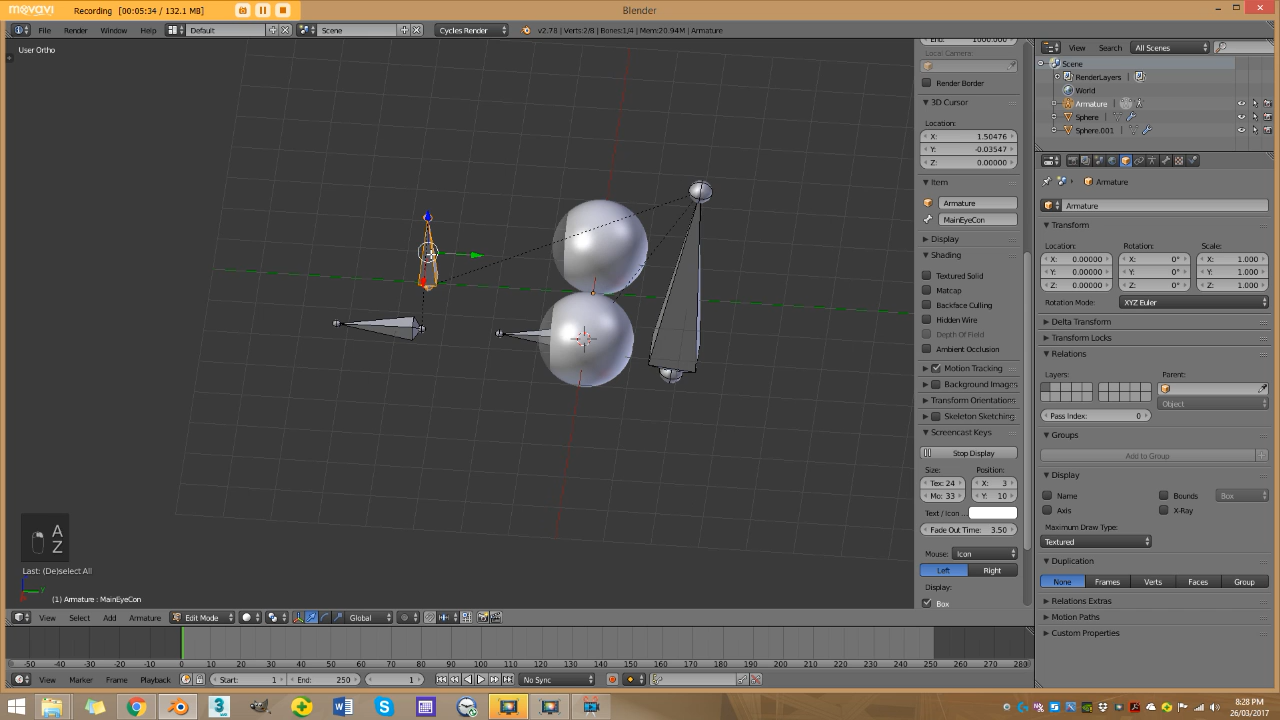 movavi Recording [00:05:34 / 132.1 MB] Blender
File Render Window Help Default Scene Cycles Render v2.78 | Verts:2/8 | Bones:1/4 | Mem:20.94M | Armature
User Ortho
End: 1000.000
Local Camera:
Render Border
3D Cursor
Location:
X: 1.50476
Y: -0.03547
Z: 0.00000
Item
Armature
MainEyeCon
Display
Shading
Textured Solid
Matcap
Backface Culling
Hidden Wire
Depth Of Field
Ambient Occlusion
Motion Tracking
Background Images
Transform Orientations
Skeleton Sketching
Screencast Keys
Stop Display
Size: Position:
Tex: 24 X: 3
Mo: 33 Y: 10
Text / Icon ...
Fade Out Time: 3.50
Mouse: Icon
Left Right
Display:
Box
View Search All Scenes
Scene
RenderLayers
World
Armature
Sphere
Sphere.001
Armature
Armature
Transform
Location: Rotation: Scale:
X: 0.00000 X: 0° X: 1.000
Y: 0.00000 Y: 0° Y: 1.000
Z: 0.00000 Z: 0° Z: 1.000
Rotation Mode: XYZ Euler
Delta Transform
Transform Locks
Relations
Layers: Parent:
Object
Pass Index: 0
Groups
Add to Group
Display
Name Bounds Box
Axis X-Ray
Maximum Draw Type:
Textured
Duplication
None Frames Verts Faces Group
Relations Extras
Motion Paths
Custom Properties
A
Z
Last: (De)select All
(1) Armature : MainEyeCon
View Select Add Armature Edit Mode Global
-50 -40 -30 -20 -10 0 10 20 30 40 50 60 70 80 90 100 110 120 130 140 150 160 170 180 190 200 210 220 230 240 250 260 270 280
View Marker Frame Playback Start: 1 End: 250 1 No Sync
8:28 PM
26/03/2017